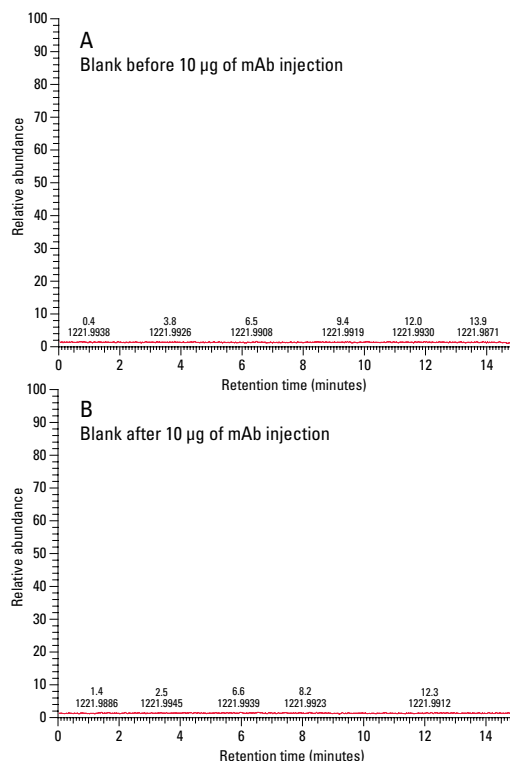 A
Blank before 10 µg of mAb injection
Relative abundance
100
90
80
70
60
50
40
30
20
10
0
0.4 3.8 6.5 9.4 12.0 13.9
1221.9938 1221.9926 1221.9908 1221.9919 1221.9930 1221.9871
0 2 4 6 8 10 12 14
Retention time (minutes)
B
Blank after 10 µg of mAb injection
Relative abundance
100
90
80
70
60
50
40
30
20
10
0
1.4 2.5 6.6 8.2 12.3
1221.9886 1221.9945 1221.9939 1221.9923 1221.9912
0 2 4 6 8 10 12 14
Retention time (minutes)